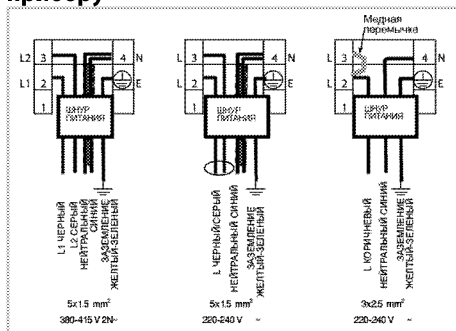 прибору
Медная
перемычка
L2 3 4 N
L1 2 E
1
ШНУР
ПИТАНИЯ
L1 ЧЕРНЫЙ
L2 СЕРЫЙ
НЕЙТРАЛЬНЫЙ
СИНИЙ
ЗАЗЕМЛЕНИЕ
ЖЕЛТЫЙ-ЗЕЛЕНЫЙ
5x1.5 mm²
380-415 V 2N~
L 3 4 N
L 2 E
1
ШНУР
ПИТАНИЯ
L ЧЕРНЫЙ/СЕРЫЙ
НЕЙТРАЛЬНЫЙ СИНИЙ
ЗАЗЕМЛЕНИЕ
ЖЕЛТЫЙ-ЗЕЛЕНЫЙ
5x1.5 mm²
220-240 V ~
L 3 4 N
L 2 E
1
ШНУР
ПИТАНИЯ
L КОРИЧНЕВЫЙ
НЕЙТРАЛЬНЫЙ СИНИЙ
ЗАЗЕМЛЕНИЕ
ЖЕЛТЫЙ-ЗЕЛЕНЫЙ
3x2.5 mm²
220-240 V ~